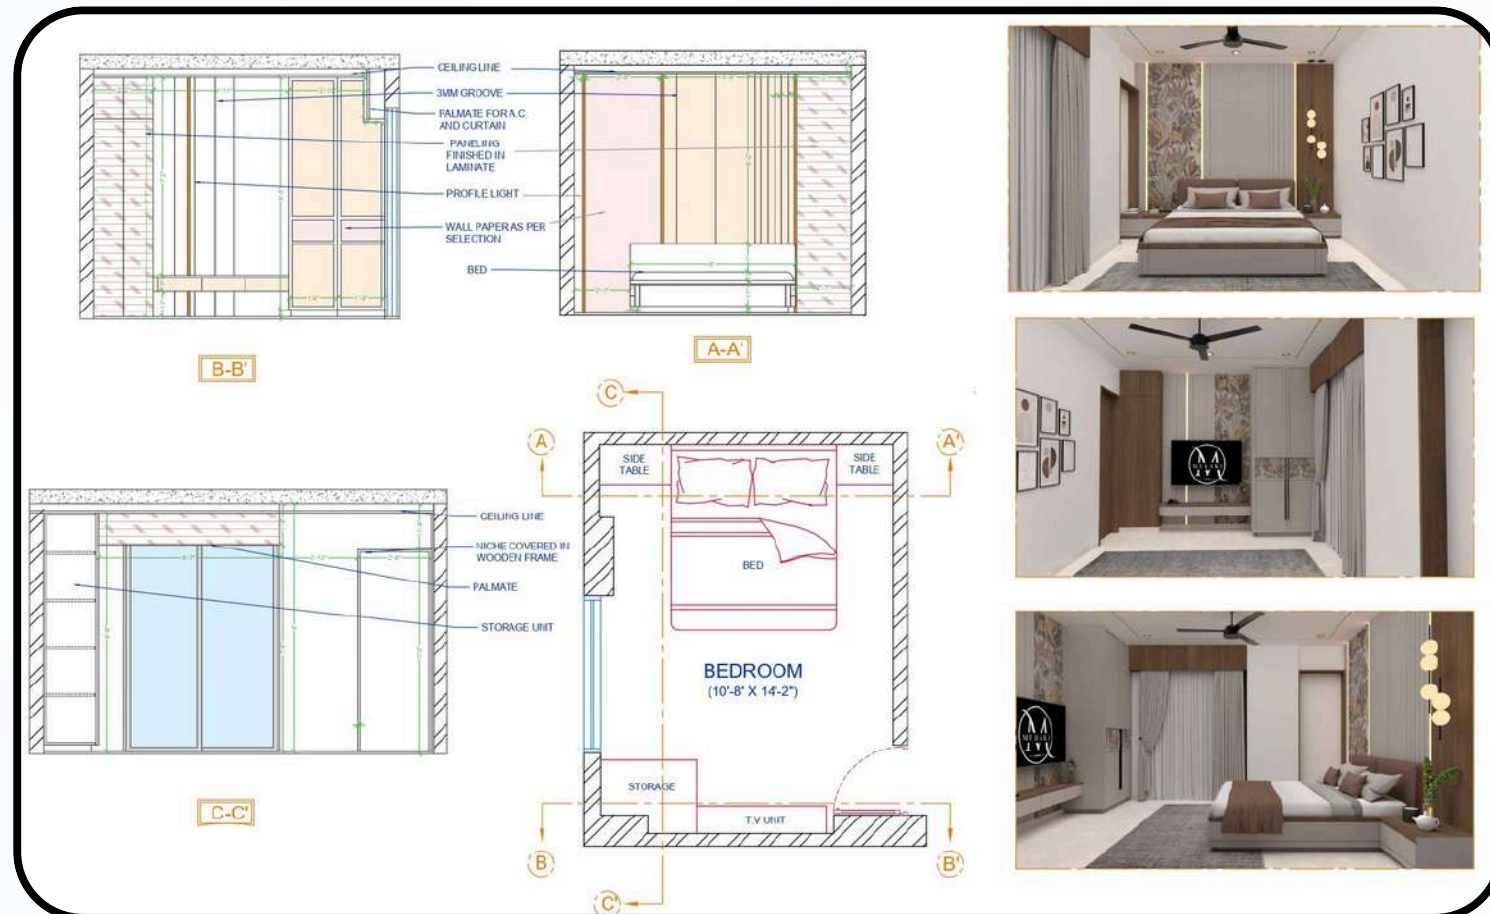 CEILING LINE
3MM GROOVE
PALMATE FOR A.C.
AND CURTAIN
PANELING
FINISHED IN
LAMINATE
PROFILE LIGHT
WALL PAPER AS PER
SELECTION
BED
B-B'
A-A'
CEILING LINE
NICHE COVERED IN
WOODEN FRAME
PALMATE
STORAGE UNIT
C-C'
C
A
A'
SIDE
TABLE
SIDE
TABLE
BED
BEDROOM
(10'-8" X 14'-2")
STORAGE
T.V UNIT
B
B'
C'
MERAKI
MERAKI